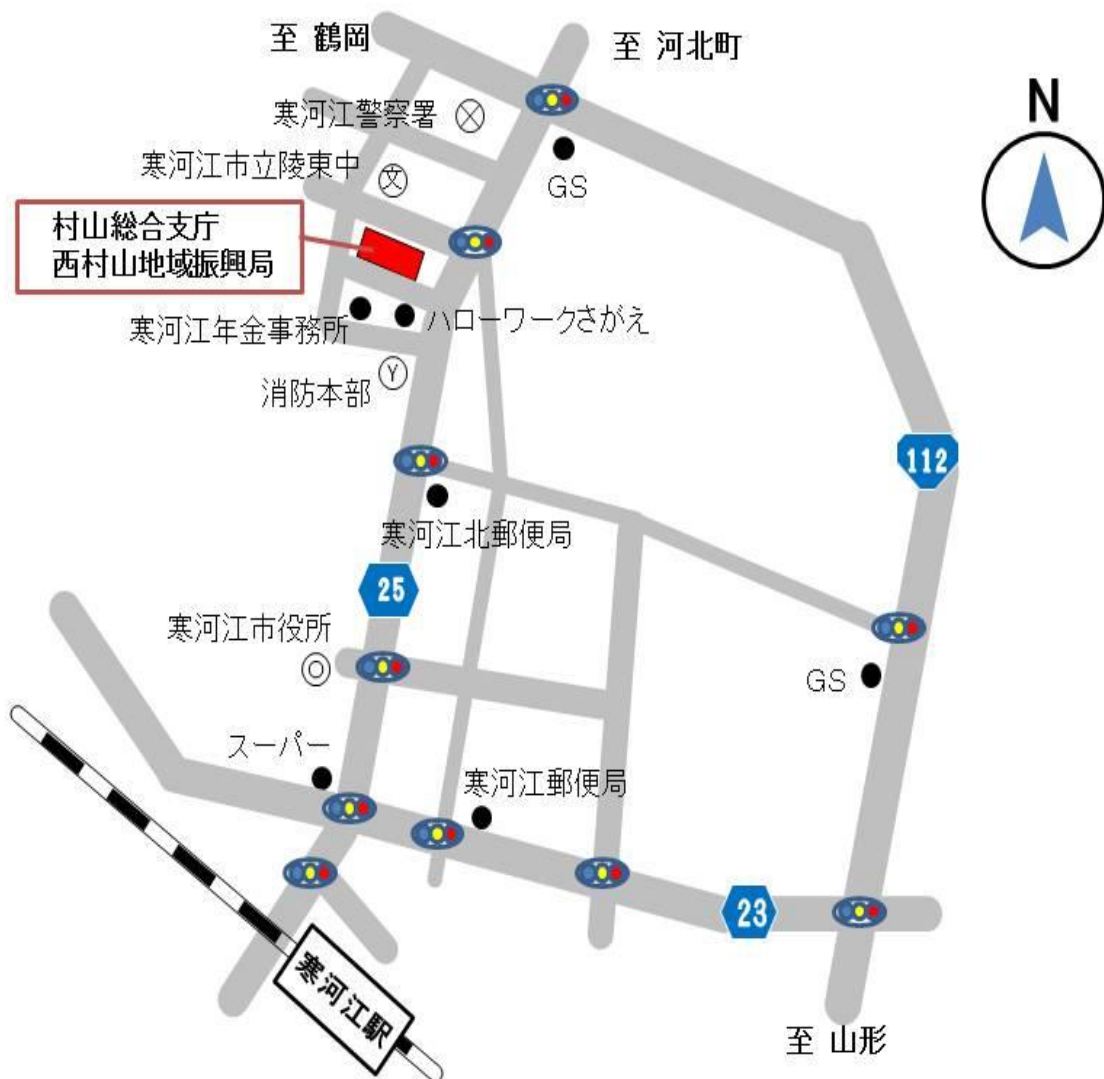 至 鶴岡
至 河北町
N
寒河江警察署
GS
寒河江市立陵東中
文
村山総合支庁
西村山地域振興局
ハローワークさがえ
寒河江年金事務所
消防本部
Y
112
寒河江北郵便局
25
寒河江市役所
GS
スーパー
寒河江郵便局
23
寒河江駅
至 山形